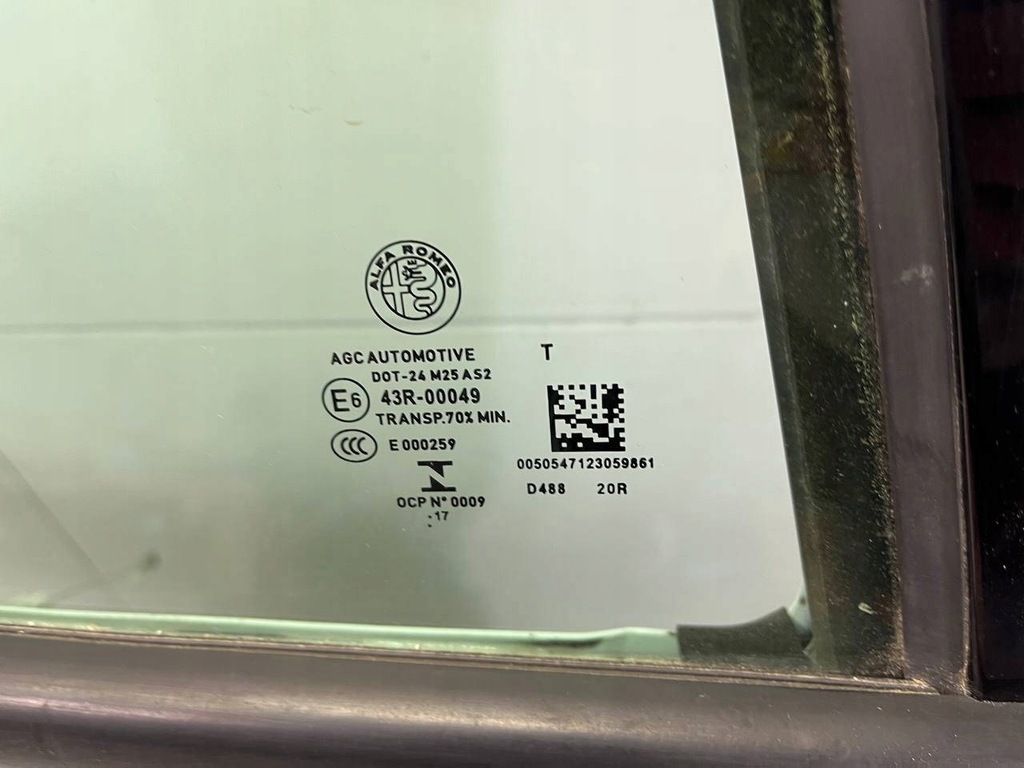 ALFA ROMEO
AGC AUTOMOTIVE T
DOT-24 M25 AS2
E6 43R-00049
TRANSP.70% MIN.
CCC E 000259
0050547123059861
D488 20R
OCP N° 0009
: 17